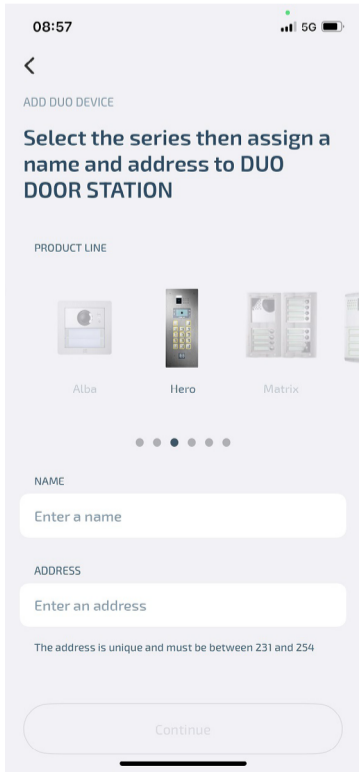 08:57
5G
ADD DUO DEVICE
Select the series then assign a
name and address to DUO
DOOR STATION
PRODUCT LINE
Alba
Hero
Matrix
NAME
Enter a name
ADDRESS
Enter an address
The address is unique and must be between 231 and 254
Continue